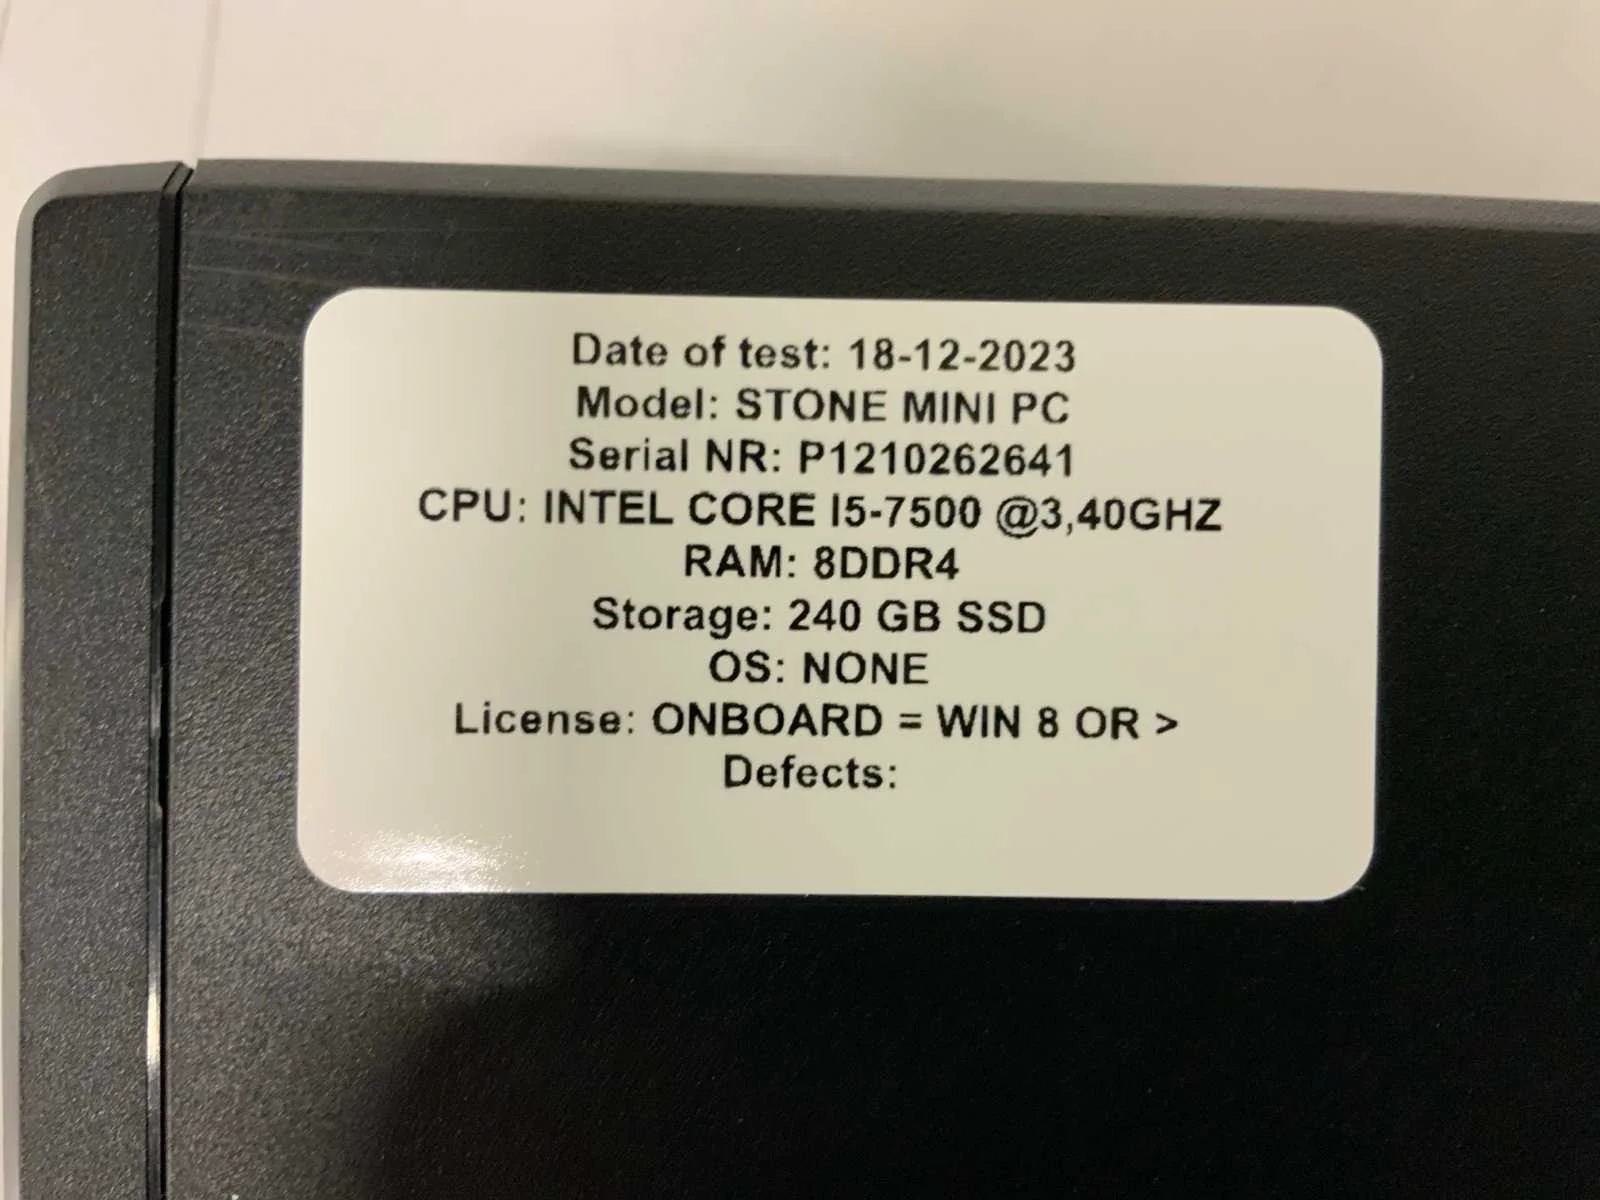 Date of test: 18-12-2023
Model: STONE MINI PC
Serial NR: P1210262641
CPU: INTEL CORE I5-7500 @3,40GHZ
RAM: 8DDR4
Storage: 240 GB SSD
OS: NONE
License: ONBOARD = WIN 8 OR >
Defects: